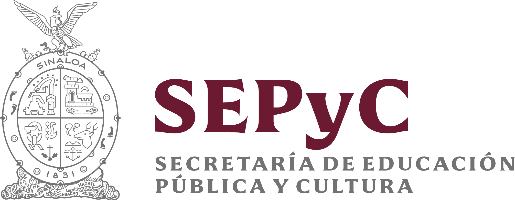 SINALOA
1831
SEPyC
SECRETARÍA DE EDUCACIÓN
PÚBLICA Y CULTURA